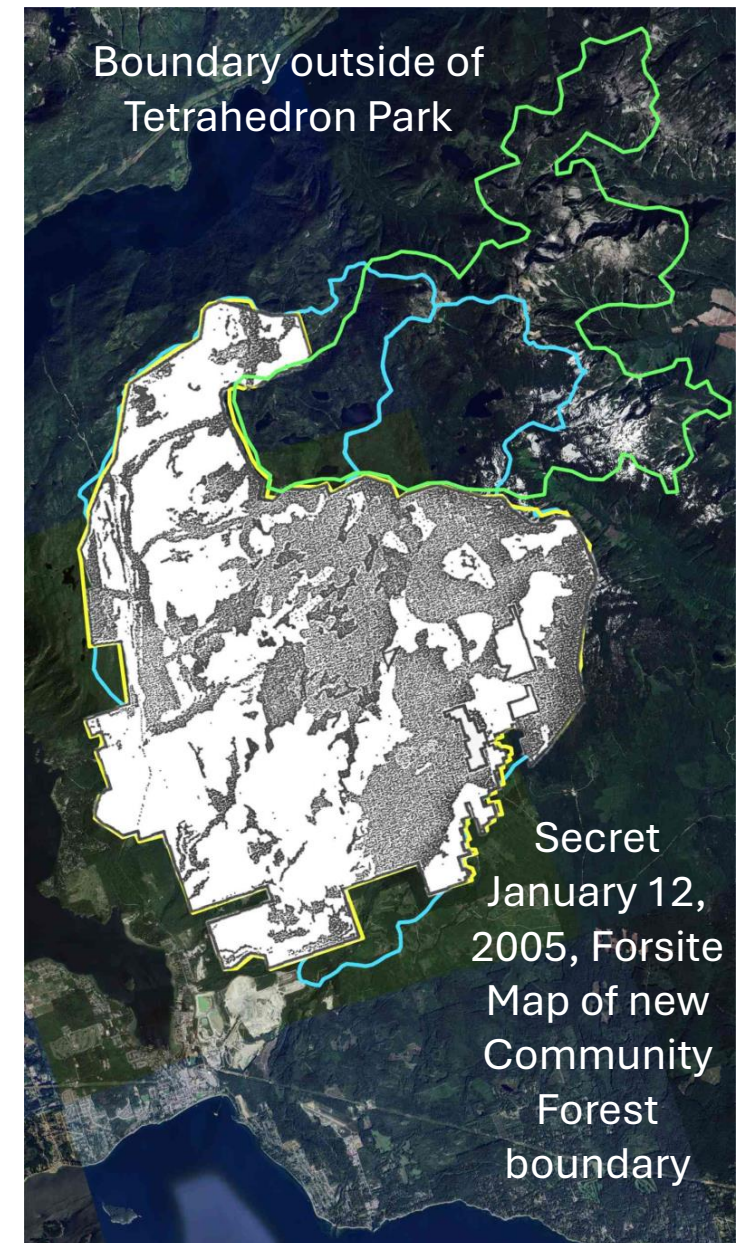 Boundary outside of
Tetrahedron Park
Secret
January 12,
2005, Forsite
Map of new
Community
Forest
boundary